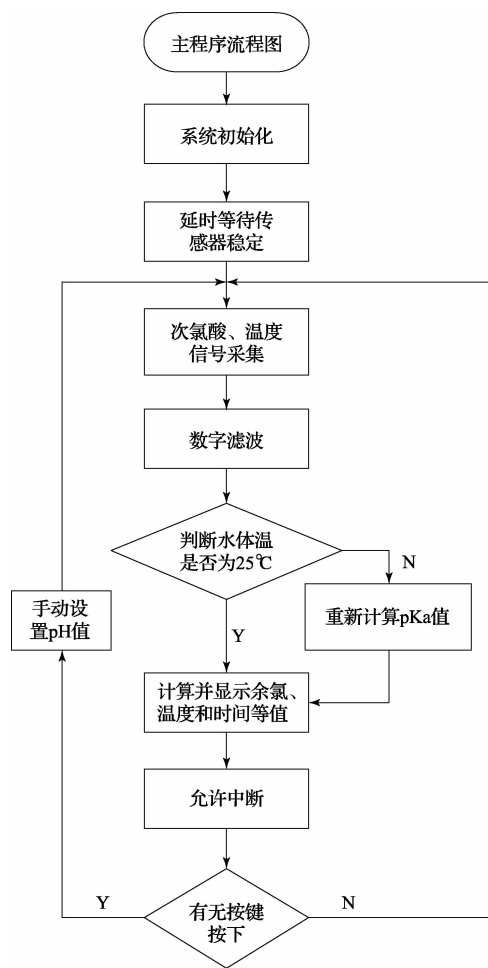 主程序流程图
系统初始化
延时等待传
感器稳定
次氯酸、温度
信号采集
数字滤波
判断水体温
是否为25℃
N
重新计算pKa值
手动设
置pH值
Y
计算并显示余氯、
温度和时间等值
允许中断
Y
有无按键
按下
N